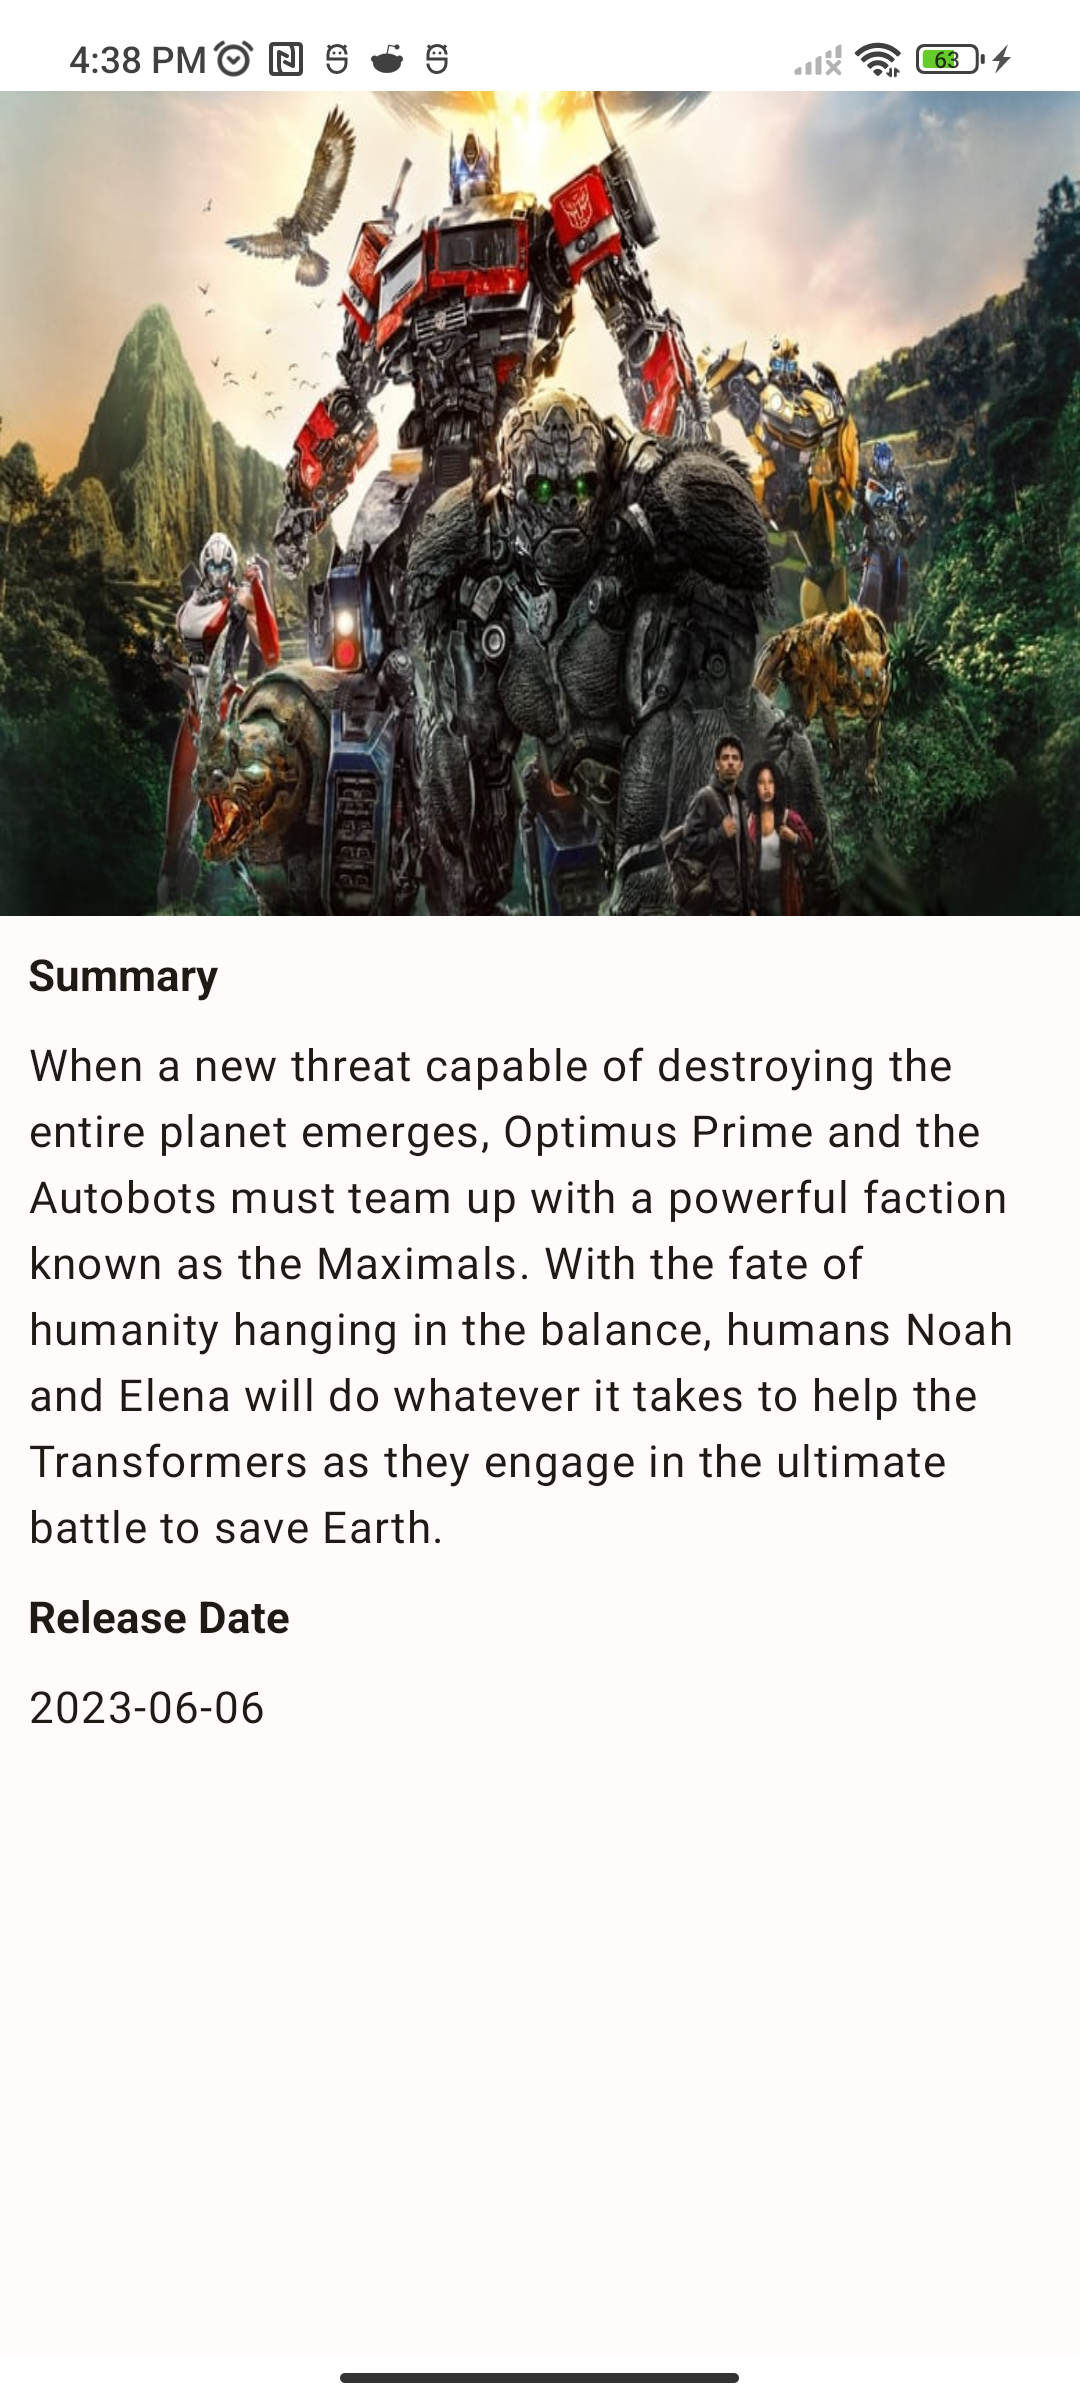 4:38 PM
63
Summary
When a new threat capable of destroying the
entire planet emerges, Optimus Prime and the
Autobots must team up with a powerful faction
known as the Maximals. With the fate of
humanity hanging in the balance, humans Noah
and Elena will do whatever it takes to help the
Transformers as they engage in the ultimate
battle to save Earth.
Release Date
2023-06-06